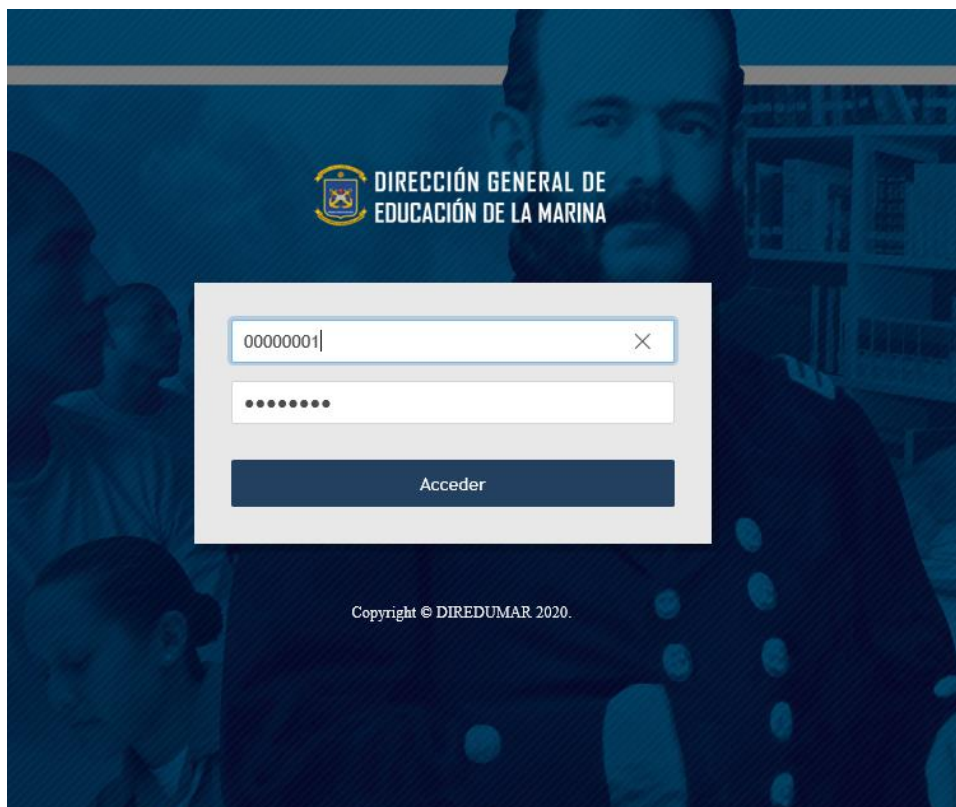 DIRECCIÓN GENERAL DE
EDUCACIÓN DE LA MARINA
00000001
••••••••
Acceder
Copyright © DIREDUMAR 2020.